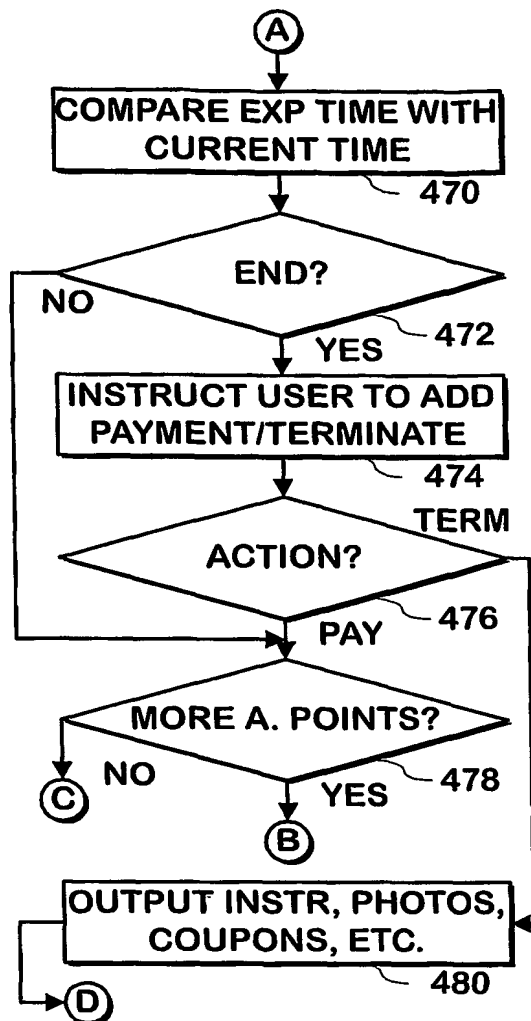 A
COMPARE EXP TIME WITH
CURRENT TIME
470
END?
NO
472
YES
INSTRUCT USER TO ADD
PAYMENT/TERMINATE
474
TERM
ACTION?
476
PAY
MORE A. POINTS?
NO
478
YES
C
B
OUTPUT INSTR, PHOTOS,
COUPONS, ETC.
480
D